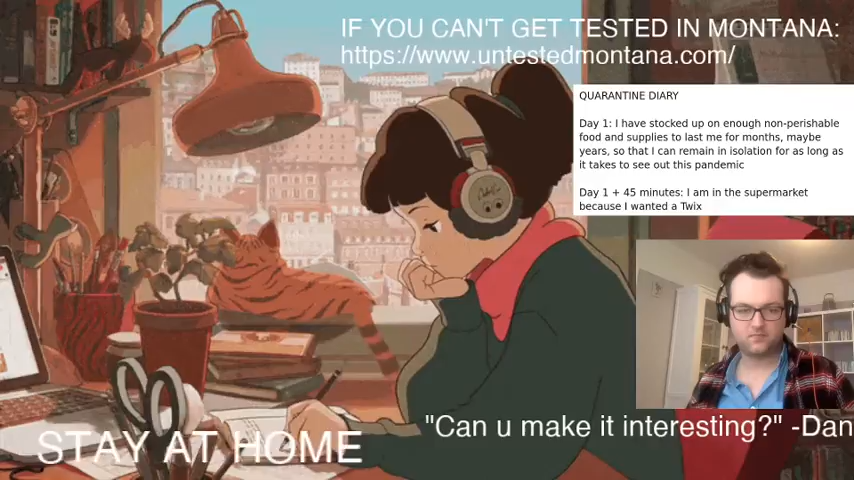 IF YOU CAN'T GET TESTED IN MONTANA:
https://www.untestedmontana.com/
QUARANTINE DIARY
Day 1: I have stocked up on enough non-perishable
food and supplies to last me for months, maybe
years, so that I can remain in isolation for as long as
it takes to see out this pandemic
Day 1 + 45 minutes: I am in the supermarket
because I wanted a Twix
"Can u make it interesting?" -Dan
STAY AT HOME